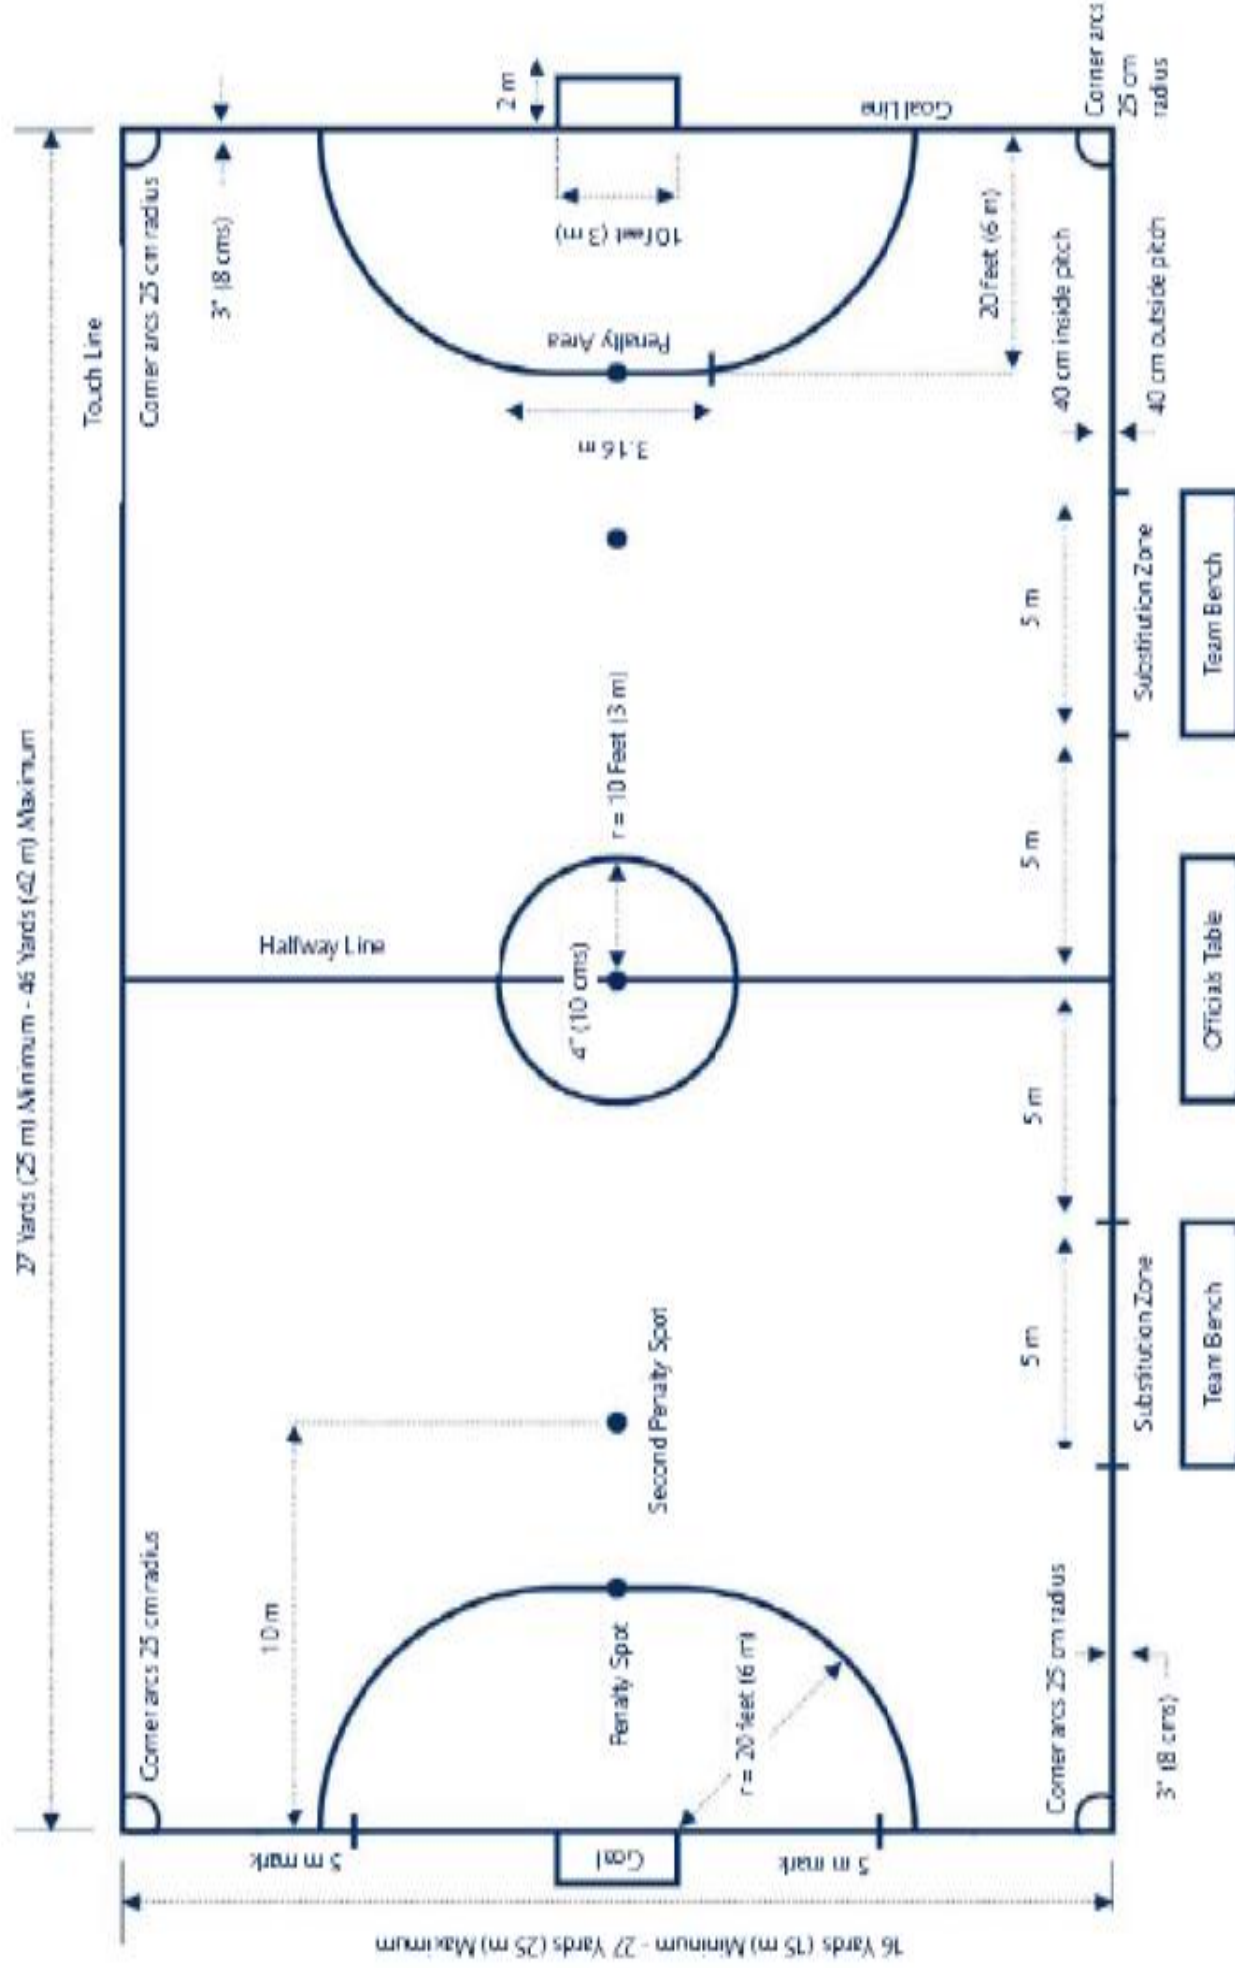 27 Yards (25 m) Minimum - 46 Yards (42 m) Maximum
Touch Line
Corner arcs 25 cm radius
Corner arcs 25 cm radius
10 m
3" (8 cms)
Halfway Line
2 m
4" (10 cms)
Penalty Spot
Second Penalty Spot
r = 10 Feet (3 m)
r = 20 feet (6 m)
20 feet (6 m)
5 m
5 m
5 m
5 m
Corner arcs 25 cm radius
40 cm inside pitch
Corner arcs
25 cm
radius
3" (8 cms)
Substitution Zone
Substitution Zone
40 cm outside pitch
Team Bench
Officials Table
Team Bench
16 Yards (15 m) Mininum - 27 Yards (25 m) Maximum
5 m mark
Goal
5 m mark
3.16 m
Penalty Area
10 feet (3 m)
Goal Line